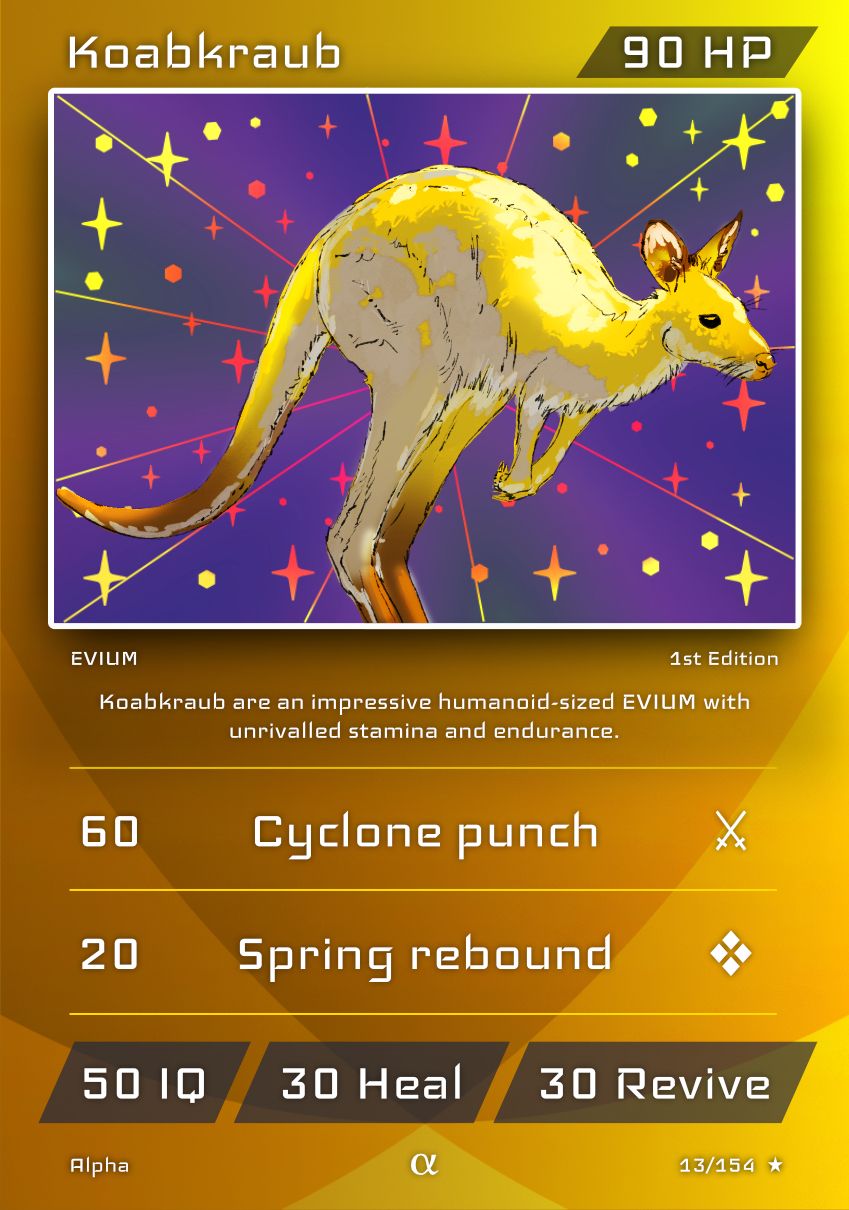 Koabkraub
90 HP
EVIUM
1st Edition
Koabkraub are an impressive humanoid-sized EVIUM with
unrivalled stamina and endurance.
60 Cyclone punch
20 Spring rebound
50 IQ 30 Heal 30 Revive
Alpha α 13/154 ★